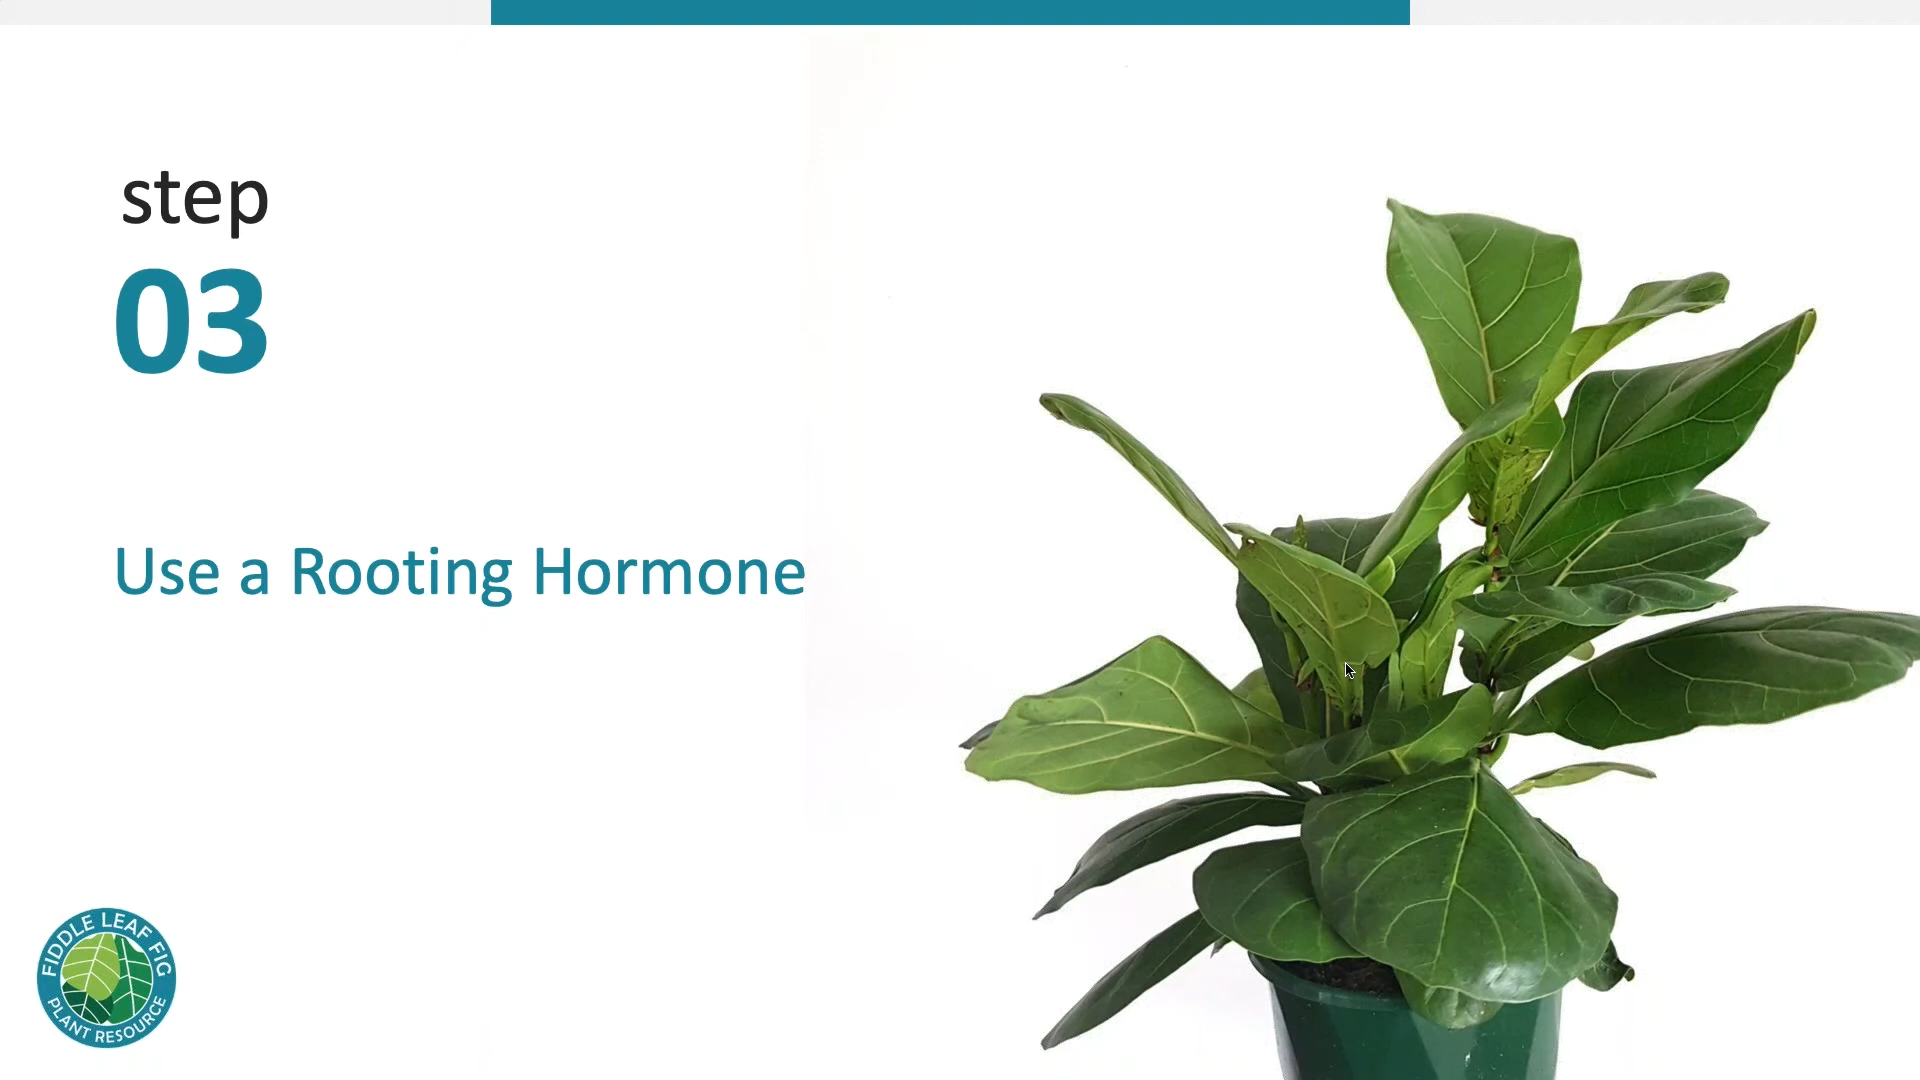 step
03
Use a Rooting Hormone
FIDDLE LEAF FIG
PLANT RESOURCE